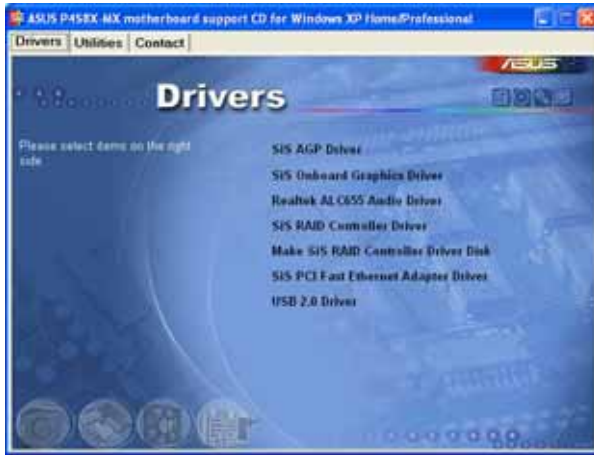 ASUS P4S8X-MX motherboard support CD for Windows XP Home/Professional
Drivers Utilities Contact
ASUS
Drivers
Please select items on the right
side
SiS AGP Driver
SiS Onboard Graphics Driver
Realtek ALC655 Audio Driver
SiS RAID Controller Driver
Make SiS RAID Controller Driver Disk
SiS PCI Fast Ethernet Adapter Driver
USB 2.0 Driver